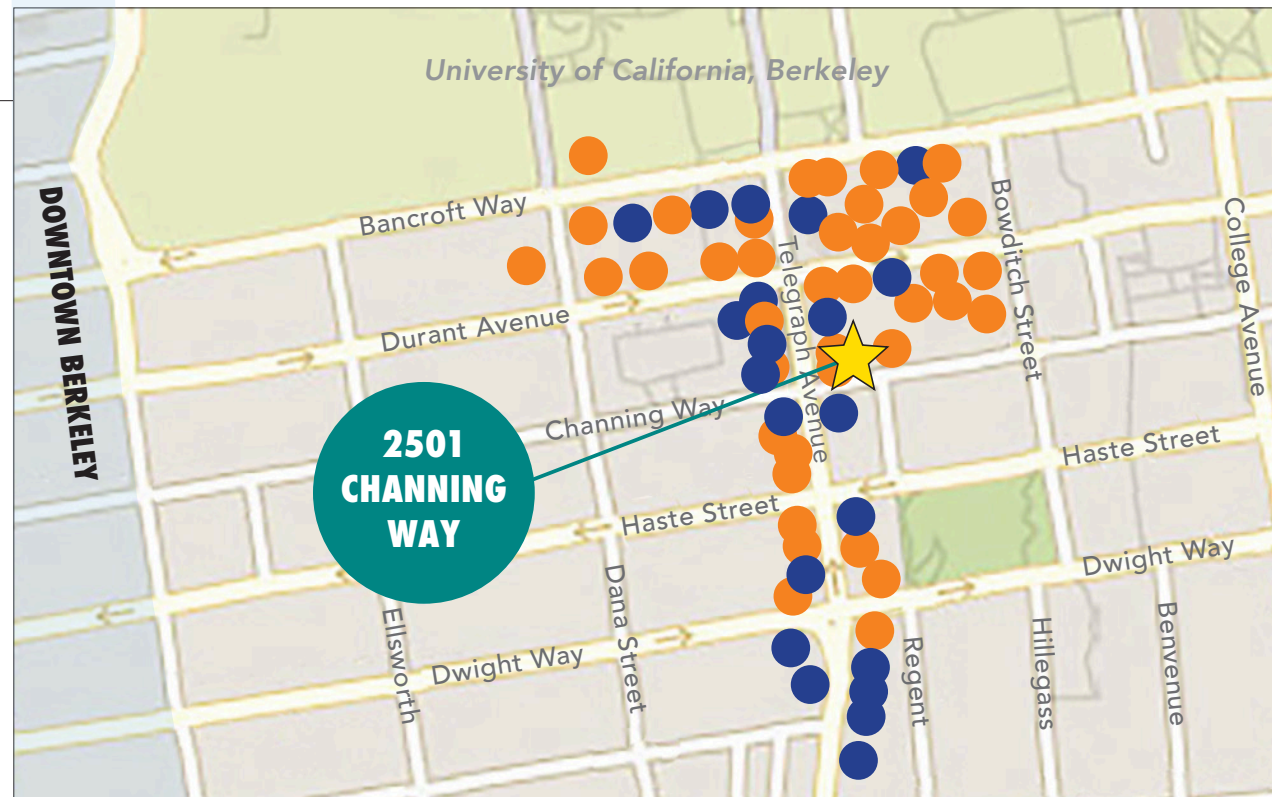 University of California, Berkeley
DOWNTOWN BERKELEY
Bancroft Way
Bowditch Street
College Avenue
Telegraph Avenue
Durant Avenue
Channing Way
2501
CHANNING
WAY
Haste Street
Haste Street
Dwight Way
Dwight Way
Ellsworth
Dana Street
Regent
Hillegass
Benvenue